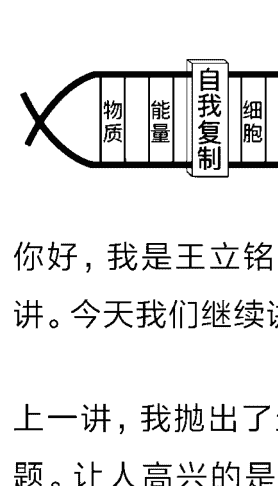 物质
能量
自我复制
细胞
你好，我是王立铭
讲。今天我们继续
上一讲，我抛出了
题。让人高兴的是